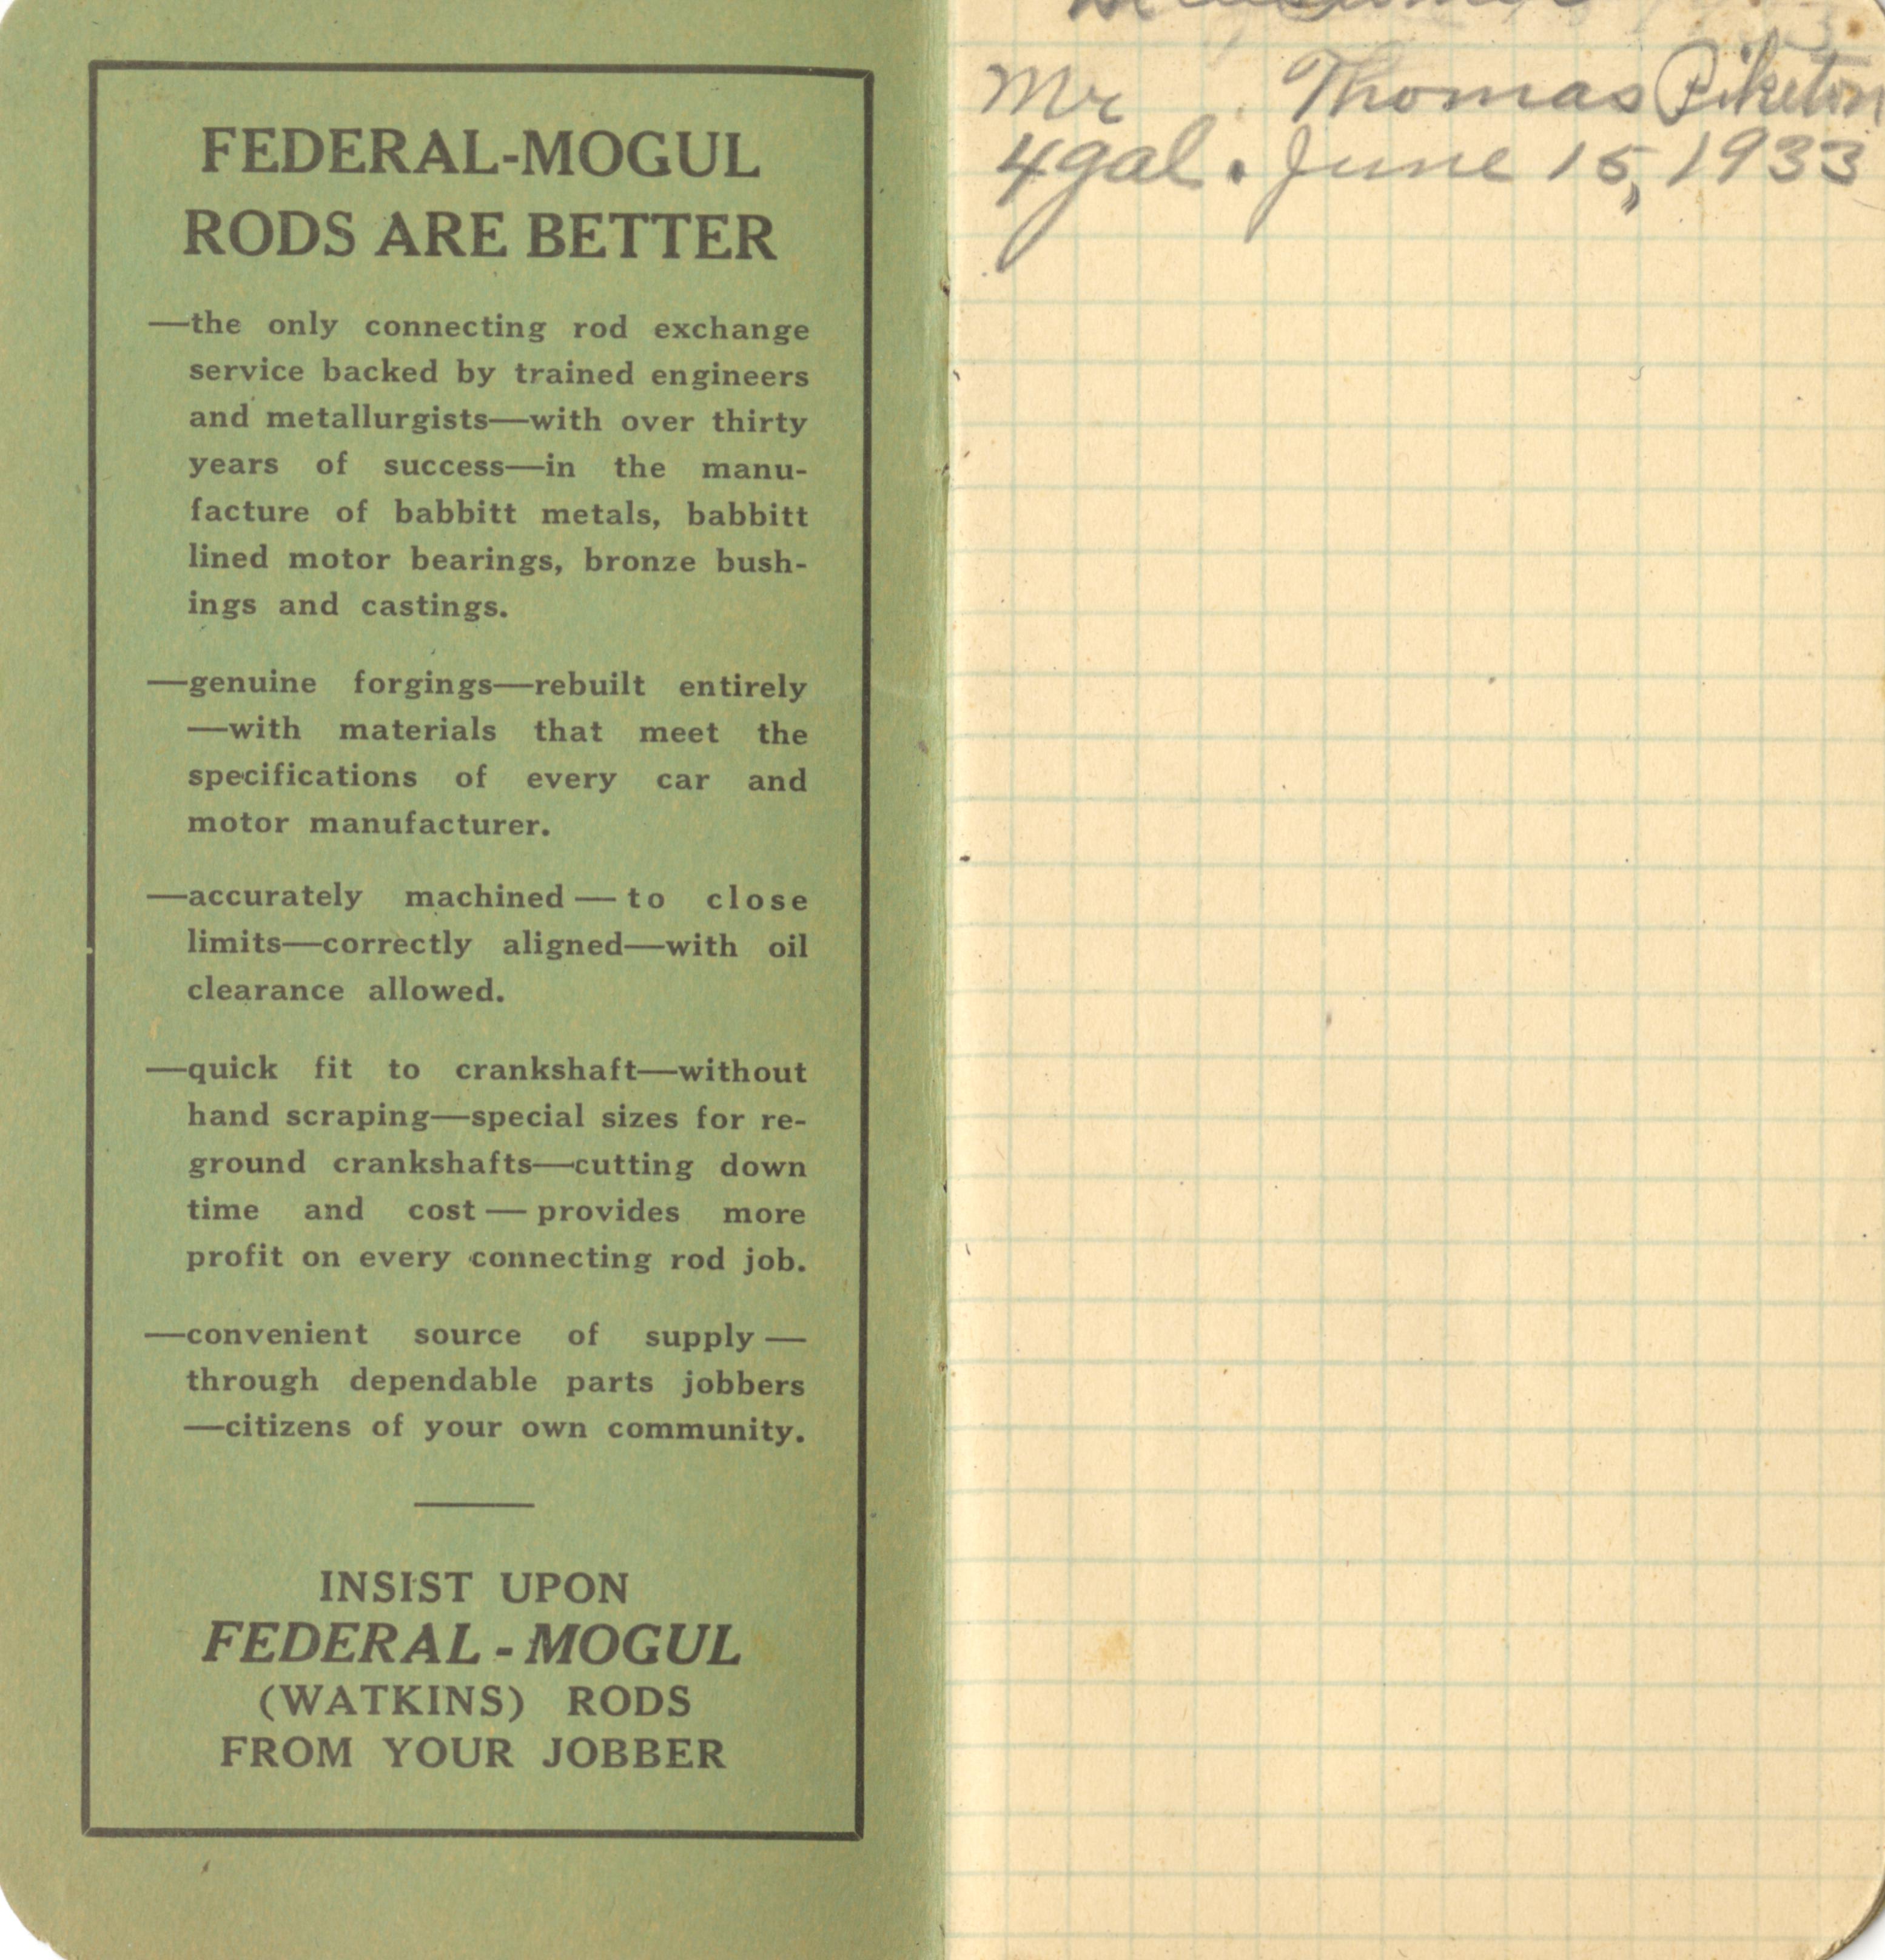 FEDERAL-MOGUL
RODS ARE BETTER
—the only connecting rod exchange
service backed by trained engineers
and metallurgists—with over thirty
years of success—in the manu-
facture of babbitt metals, babbitt
lined motor bearings, bronze bush-
ings and castings.
—genuine forgings—rebuilt entirely
—with materials that meet the
specifications of every car and
motor manufacturer.
—accurately machined — to close
limits—correctly aligned—with oil
clearance allowed.
—quick fit to crankshaft—without
hand scraping—special sizes for re-
ground crankshafts—cutting down
time and cost — provides more
profit on every connecting rod job.
—convenient source of supply —
through dependable parts jobbers
—citizens of your own community.
INSIST UPON
FEDERAL-MOGUL
(WATKINS) RODS
FROM YOUR JOBBER
Mr Thomas Piketon
4 gal. June 15, 1933